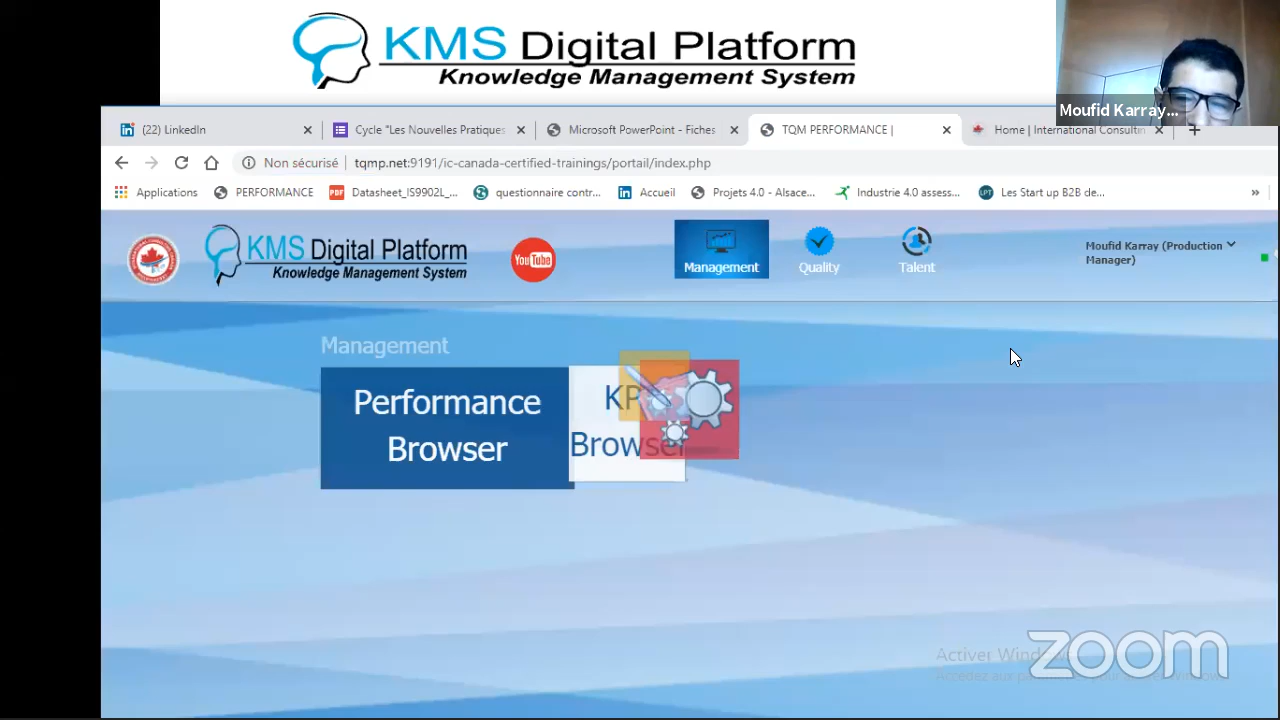 KMS Digital Platform
Knowledge Management System
Moufid Karray...
(22) LinkedIn
Cycle "Les Nouvelles Pratiques
Microsoft PowerPoint - Fiches
TQM PERFORMANCE |
Home | International Consultin
Non sécurisé
tqmp.net:9191/ic-canada-certified-trainings/portail/index.php
Applications
PERFORMANCE
Datasheet_IS9902L_...
questionnaire contr...
Accueil
Projets 4.0 - Alsace...
Industrie 4.0 assess...
Les Start up B2B de...
KMS Digital Platform
Knowledge Management System
YouTube
Management
Quality
Talent
Moufid Karray (Production
Manager)
Management
Performance
Browser
KP
Browser
Activer Windows
zoom